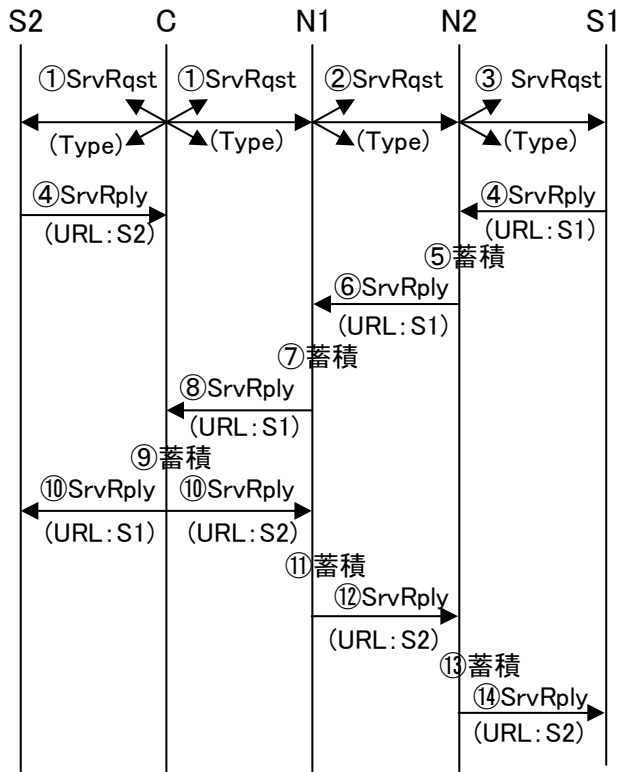 S2 C N1 N2 S1
①SrvRqst ①SrvRqst ②SrvRqst ③ SrvRqst
(Type) (Type) (Type) (Type)
④SrvRply ④SrvRply
(URL:S2) (URL:S1)
⑤蓄積
⑥SrvRply
(URL:S1)
⑦蓄積
⑧SrvRply
(URL:S1)
⑨蓄積
⑩SrvRply ⑩SrvRply
(URL:S1) (URL:S2)
⑪蓄積
⑫SrvRply
(URL:S2)
⑬蓄積
⑭SrvRply
(URL:S2)